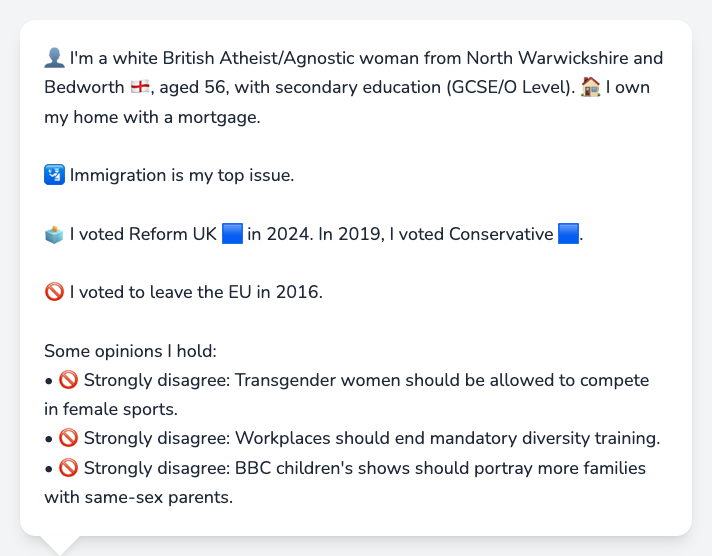 👤 I'm a white British Atheist/Agnostic woman from North Warwickshire and
Bedworth 🏴󠁧󠁢󠁥󠁮󠁧󠁿, aged 56, with secondary education (GCSE/O Level). 🏠 I own
my home with a mortgage.
🛂 Immigration is my top issue.
🗳️ I voted Reform UK 🟦 in 2024. In 2019, I voted Conservative 🟦.
🚫 I voted to leave the EU in 2016.
Some opinions I hold:
• 🚫 Strongly disagree: Transgender women should be allowed to compete
in female sports.
• 🚫 Strongly disagree: Workplaces should end mandatory diversity training.
• 🚫 Strongly disagree: BBC children's shows should portray more families
with same-sex parents.